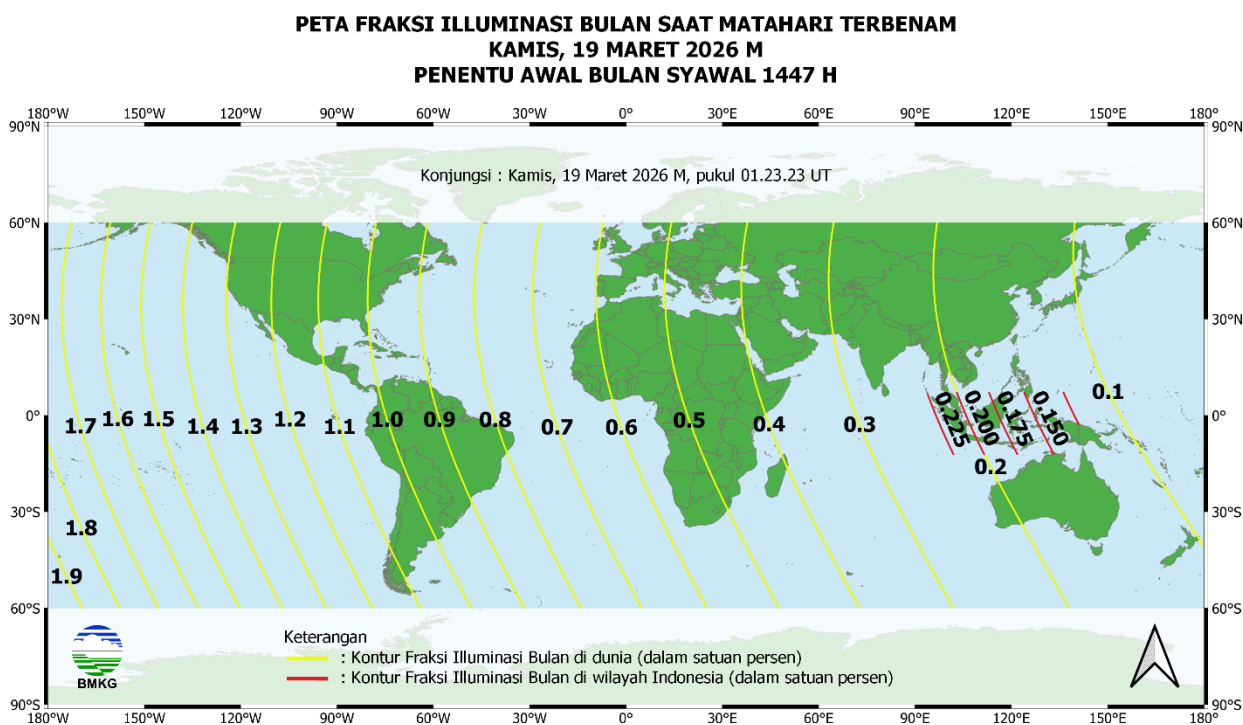 PETA FRAKSI ILLUMINASI BULAN SAAT MATAHARI TERBENAM
KAMIS, 19 MARET 2026 M
PENENTU AWAL BULAN SYAWAL 1447 H
180°W 150°W 120°W 90°W 60°W 30°W 0° 30°E 60°E 90°E 120°E 150°E 180°
90°N 90°N
Konjungsi : Kamis, 19 Maret 2026 M, pukul 01.23.23 UT
60°N 60°N
30°N 30°N
0° 0°
1.7 1.6 1.5 1.4 1.3 1.2 1.1 1.0 0.9 0.8 0.7 0.6 0.5 0.4 0.3 0.225 0.200 0.175 0.150 0.1
0.2
30°S 30°S
1.8
1.9
60°S 60°S
Keterangan
: Kontur Fraksi Illuminasi Bulan di dunia (dalam satuan persen)
: Kontur Fraksi Illuminasi Bulan di wilayah Indonesia (dalam satuan persen)
BMKG
90°S 90°S
180°W 150°W 120°W 90°W 60°W 30°W 0° 30°E 60°E 90°E 120°E 150°E 180°